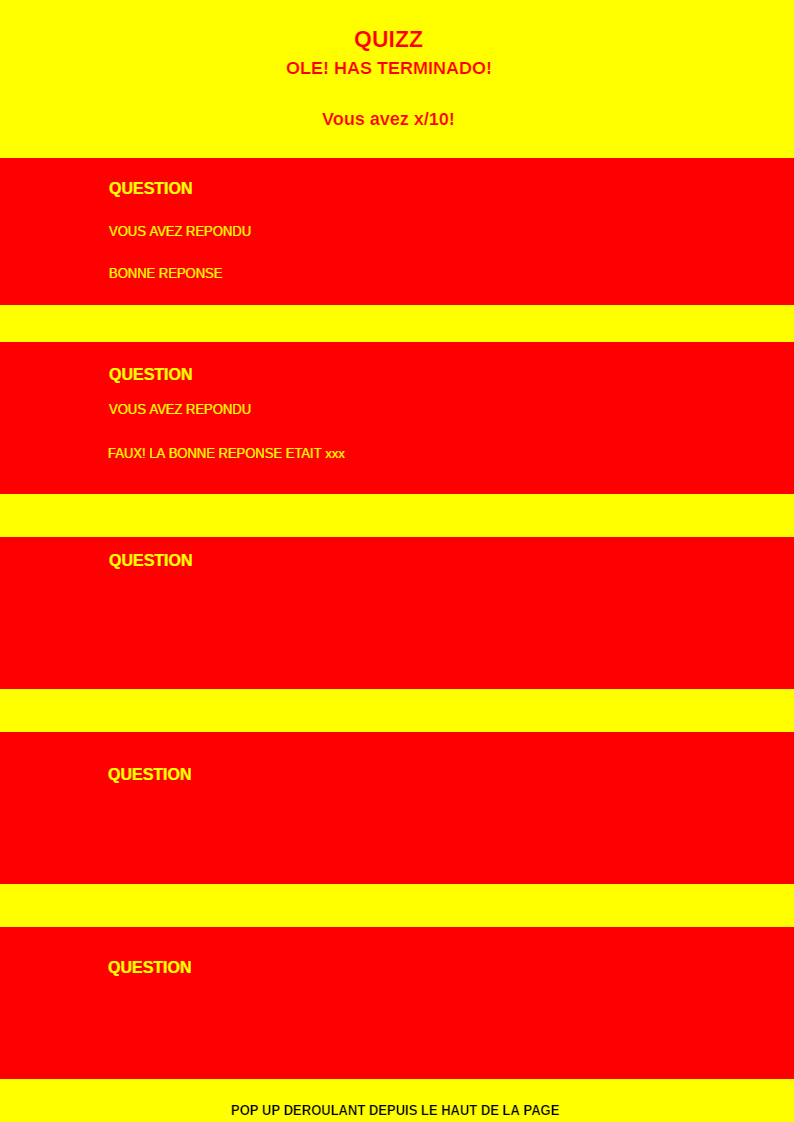 QUIZZ
OLE! HAS TERMINADO!
Vous avez x/10!
QUESTION
VOUS AVEZ REPONDU
BONNE REPONSE
QUESTION
VOUS AVEZ REPONDU
FAUX! LA BONNE REPONSE ETAIT xxx
QUESTION
QUESTION
QUESTION
POP UP DEROULANT DEPUIS LE HAUT DE LA PAGE